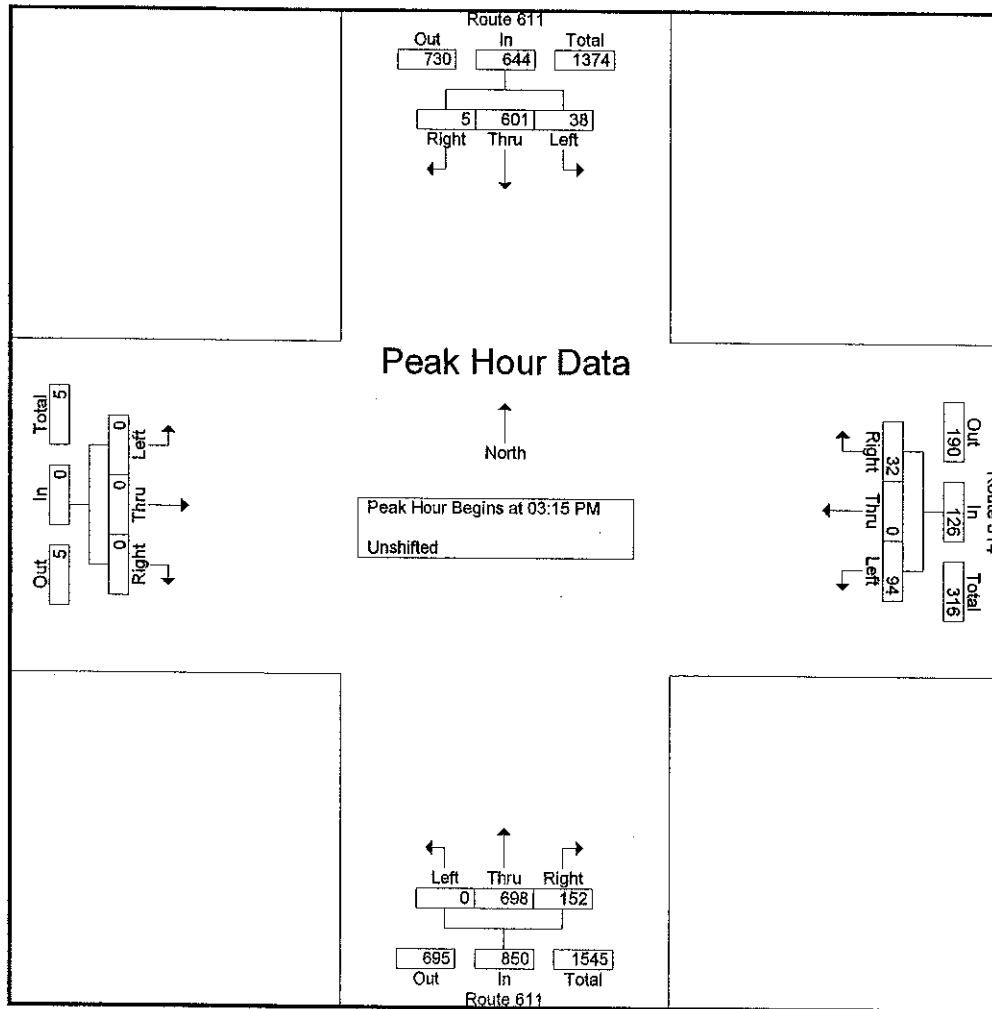 Route 611
Out In Total
730 644 1374
5 601 38
Right Thru Left
Peak Hour Data
North
Peak Hour Begins at 03:15 PM
Unshifted
Total In Out
5 0 5
0 0 0
Left Thru Right
Right Thru Left
32 0 94
Out In Total
190 126 316
Route
Left Thru Right
0 698 152
695 850 1545
Out In Total
Route 611